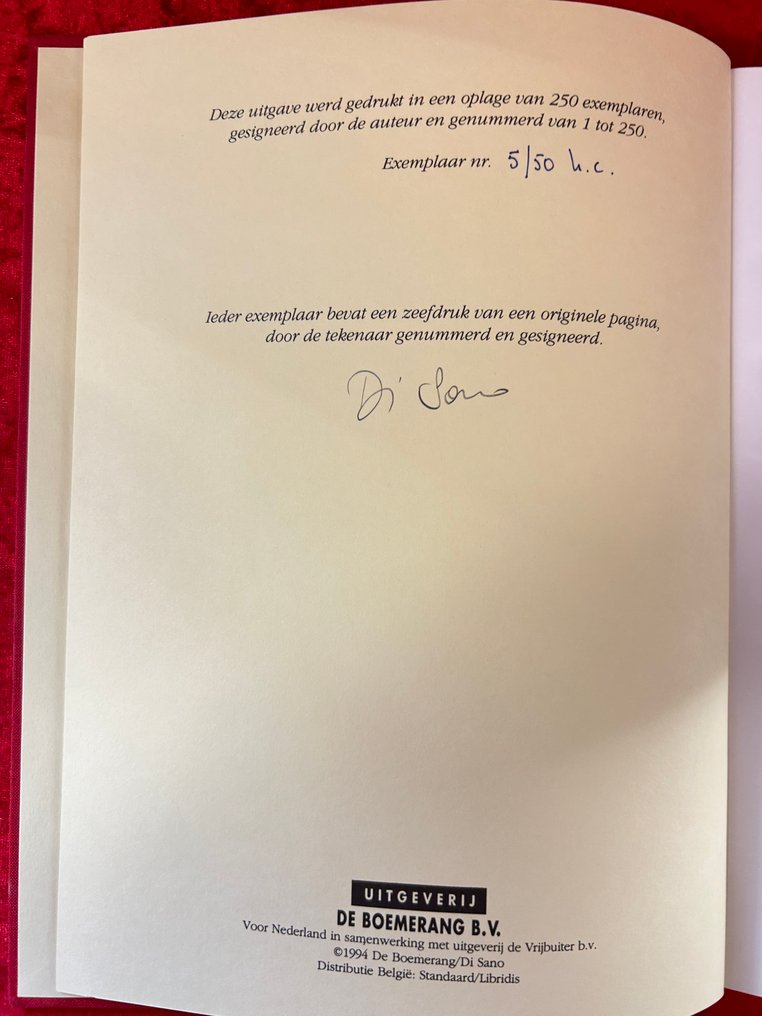 Deze uitgave werd gedrukt in een oplage van 250 exemplaren,
gesigneerd door de auteur en genummerd van 1 tot 250.
Exemplaar nr. 5/50 h.c.
Ieder exemplaar bevat een zeefdruk van een originele pagina,
door de tekenaar genummerd en gesigneerd.
Di Sano
UITGEVERIJ
DE BOEMERANG B.V.
Voor Nederland in samenwerking met uitgeverij de Vrijbuiter b.v.
©1994 De Boemerang/Di Sano
Distributie België: Standaard/Libridis